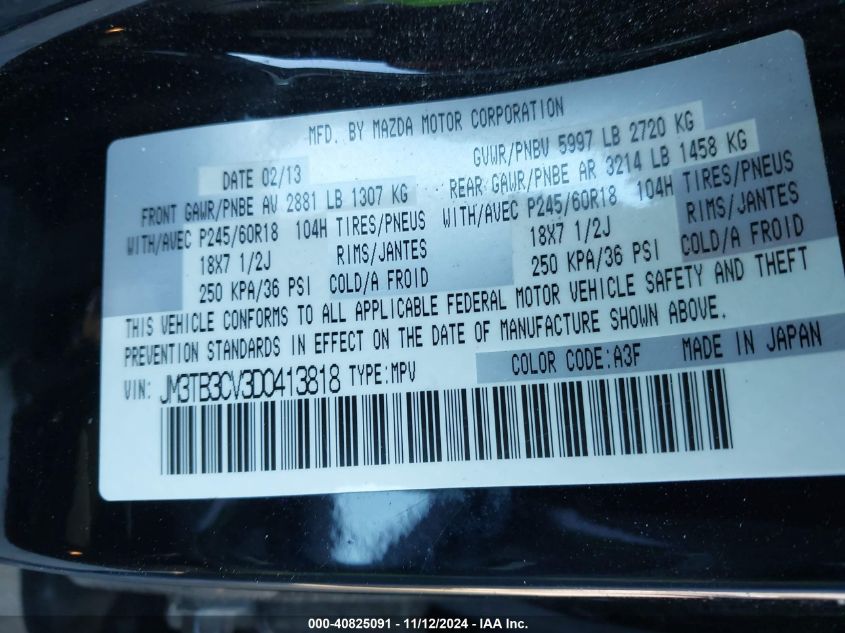 MFD. BY MAZDA MOTOR CORPORATION
DATE 02/13 GVWR/PNBV 5997 LB 2720 KG
FRONT GAWR/PNBE AV 2881 LB 1307 KG REAR GAWR/PNBE AR 3214 LB 1458 KG
WITH/AVEC P245/60R18 104H TIRES/PNEUS WITH/AVEC P245/60R18 104H TIRES/PNEUS
18X7 1/2J RIMS/JANTES 18X7 1/2J RIMS/JANTES
250 KPA/36 PSI COLD/A FROID 250 KPA/36 PSI COLD/A FROID
THIS VEHICLE CONFORMS TO ALL APPLICABLE FEDERAL MOTOR VEHICLE SAFETY AND THEFT
PREVENTION STANDARDS IN EFFECT ON THE DATE OF MANUFACTURE SHOWN ABOVE.
VIN: JM3TB3CV3D0413818 TYPE:MPV COLOR CODE:A3F MADE IN JAPAN
000-40825091 - 11/12/2024 - IAA Inc.